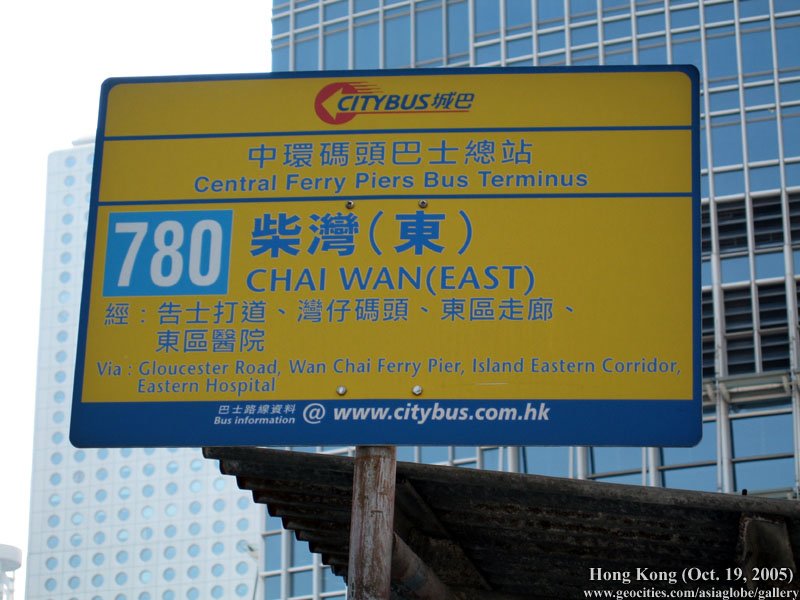 CITYBUS城巴
中環碼頭巴士總站
Central Ferry Piers Bus Terminus
780
柴灣(東)
CHAI WAN(EAST)
經：告士打道、灣仔碼頭、東區走廊、
東區醫院
Via : Gloucester Road, Wan Chai Ferry Pier, Island Eastern Corridor,
Eastern Hospital
巴士路線資料
Bus information @ www.citybus.com.hk
Hong Kong (Oct. 19, 2005)
www.geocities.com/asiaglobe/gallery